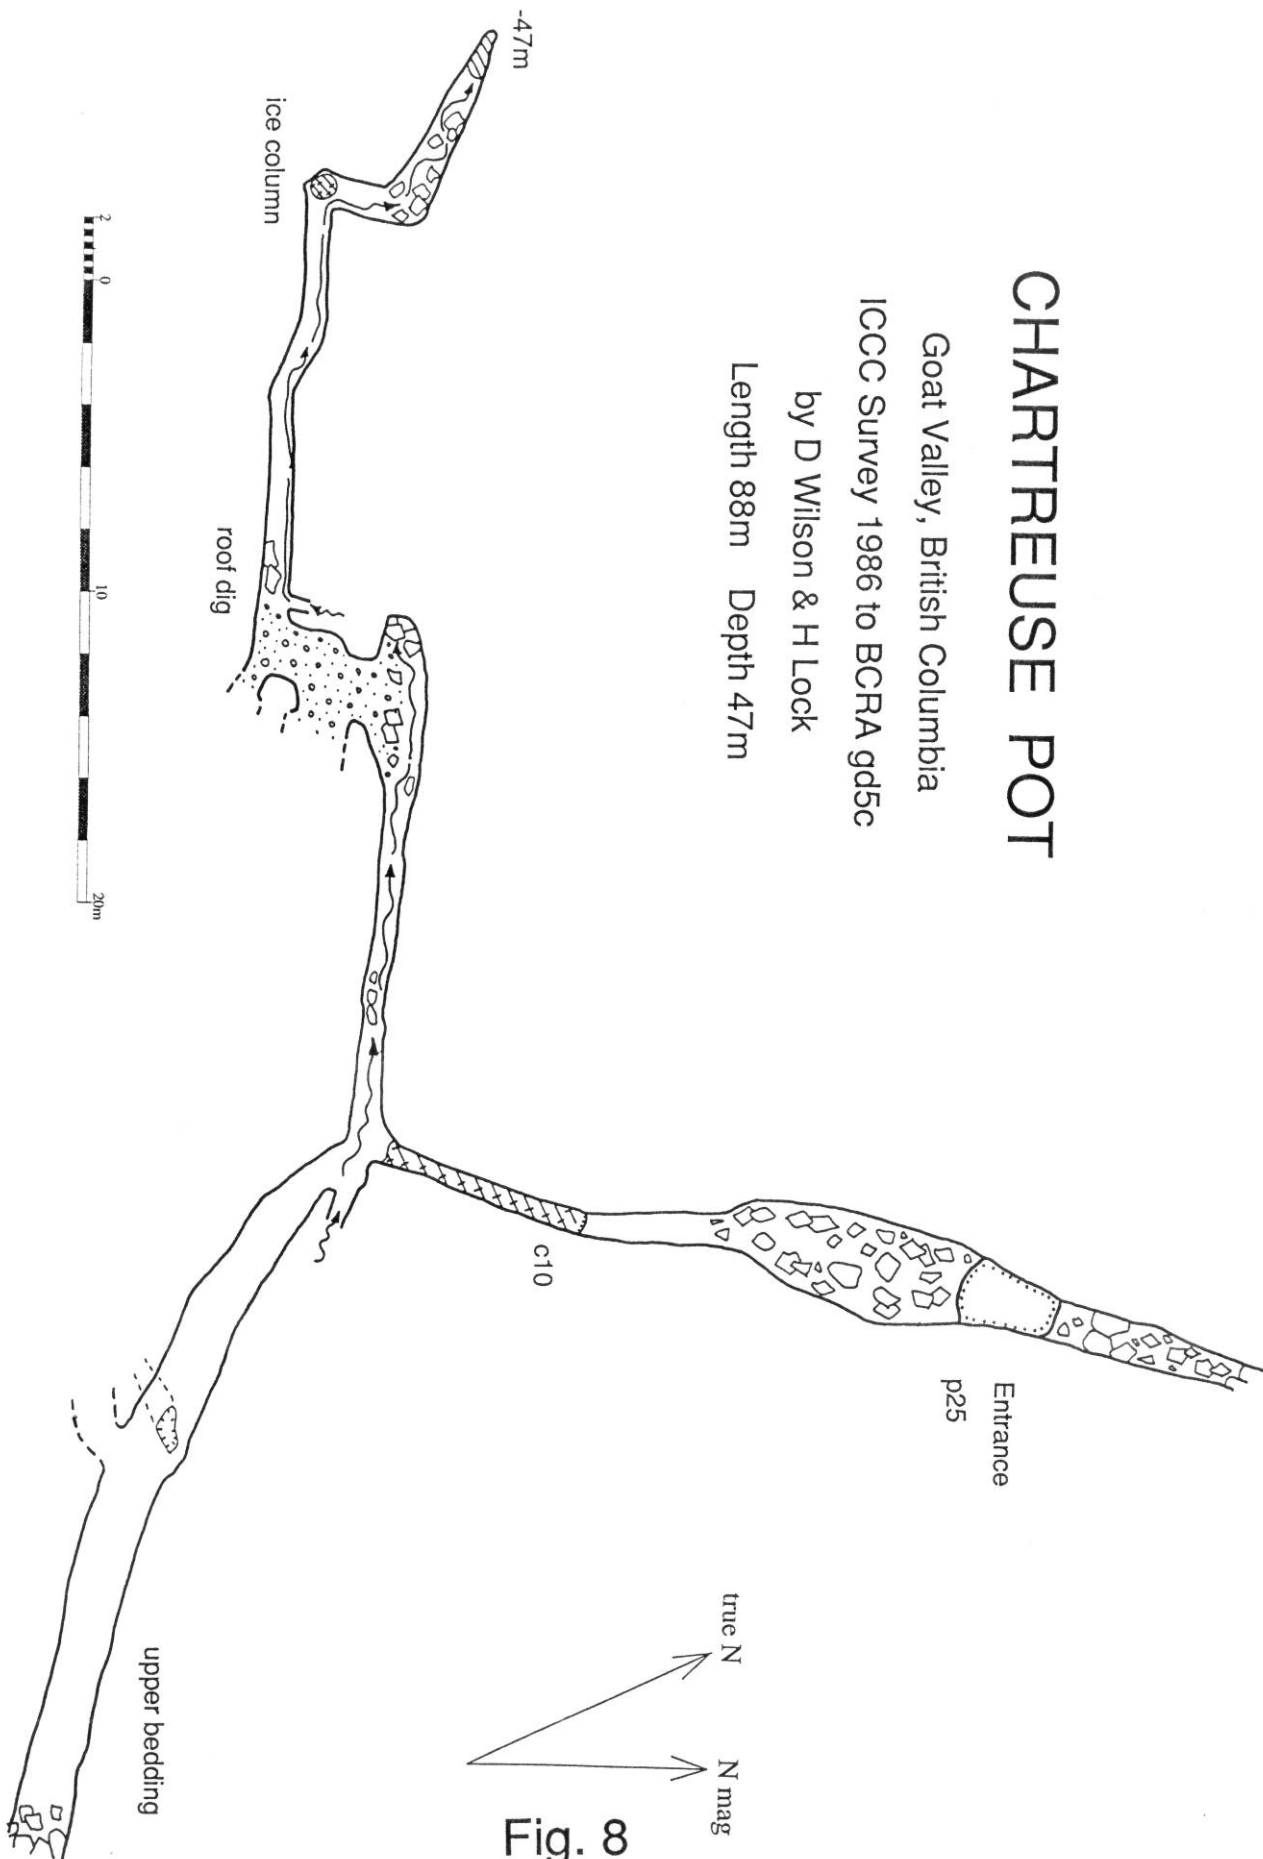 CHARTREUSE POT
Goat Valley, British Columbia
ICCC Survey 1986 to BCRA gd5c
by D Wilson & H Lock
Length 88m Depth 47m
-47m
ice column
roof dig
c10
Entrance
p25
upper bedding
true N
N mag
2 0 10 20m
Fig. 8